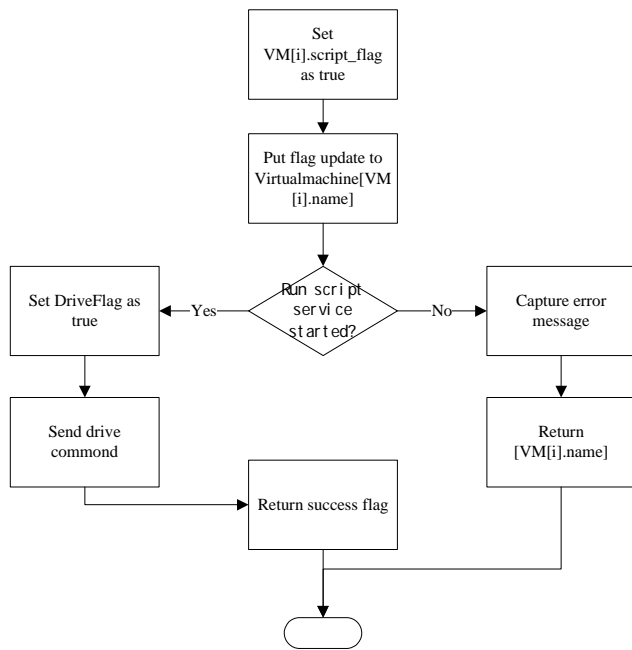 Set
VM[i].script_flag
as true
Put flag update to
Virtualmachine[VM
[i].name]
Run script
service
started?
Yes
No
Set DriveFlag as
true
Capture error
message
Send drive
commond
Return
[VM[i].name]
Return success flag